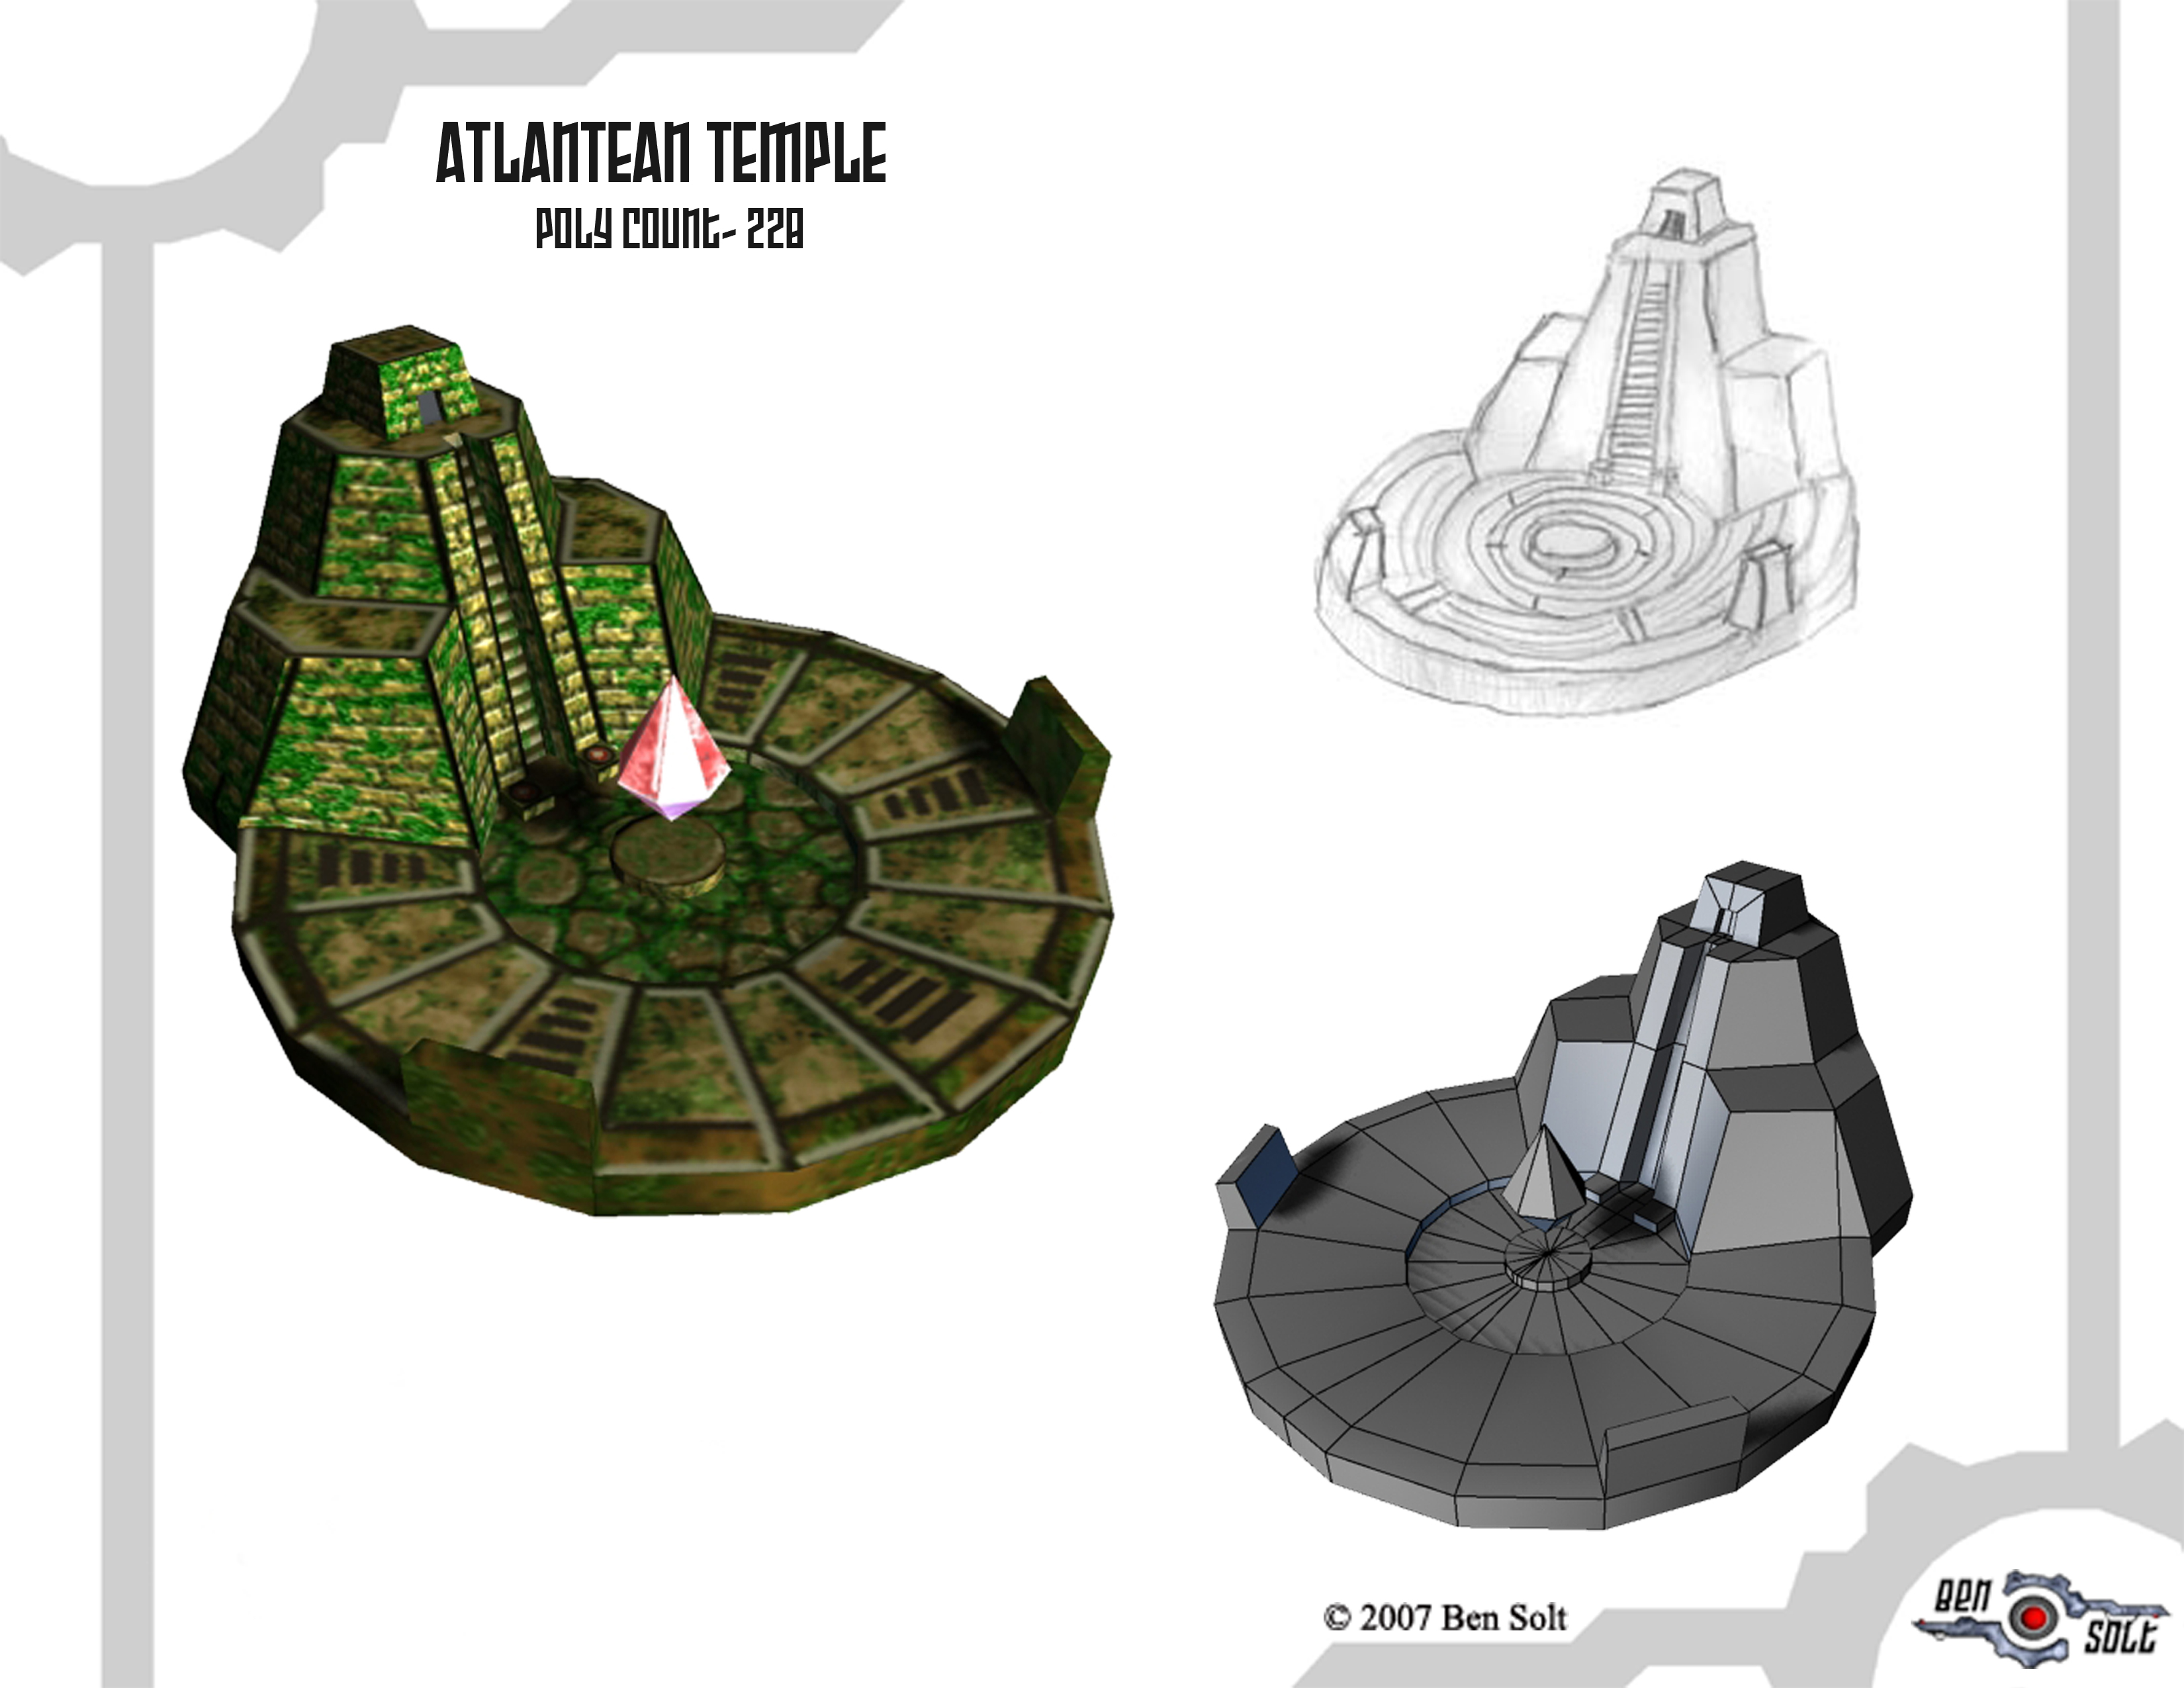 ATLANTEAN TEMPLE
POLY COUNT- 228
© 2007 Ben Solt
BEN
SOLT